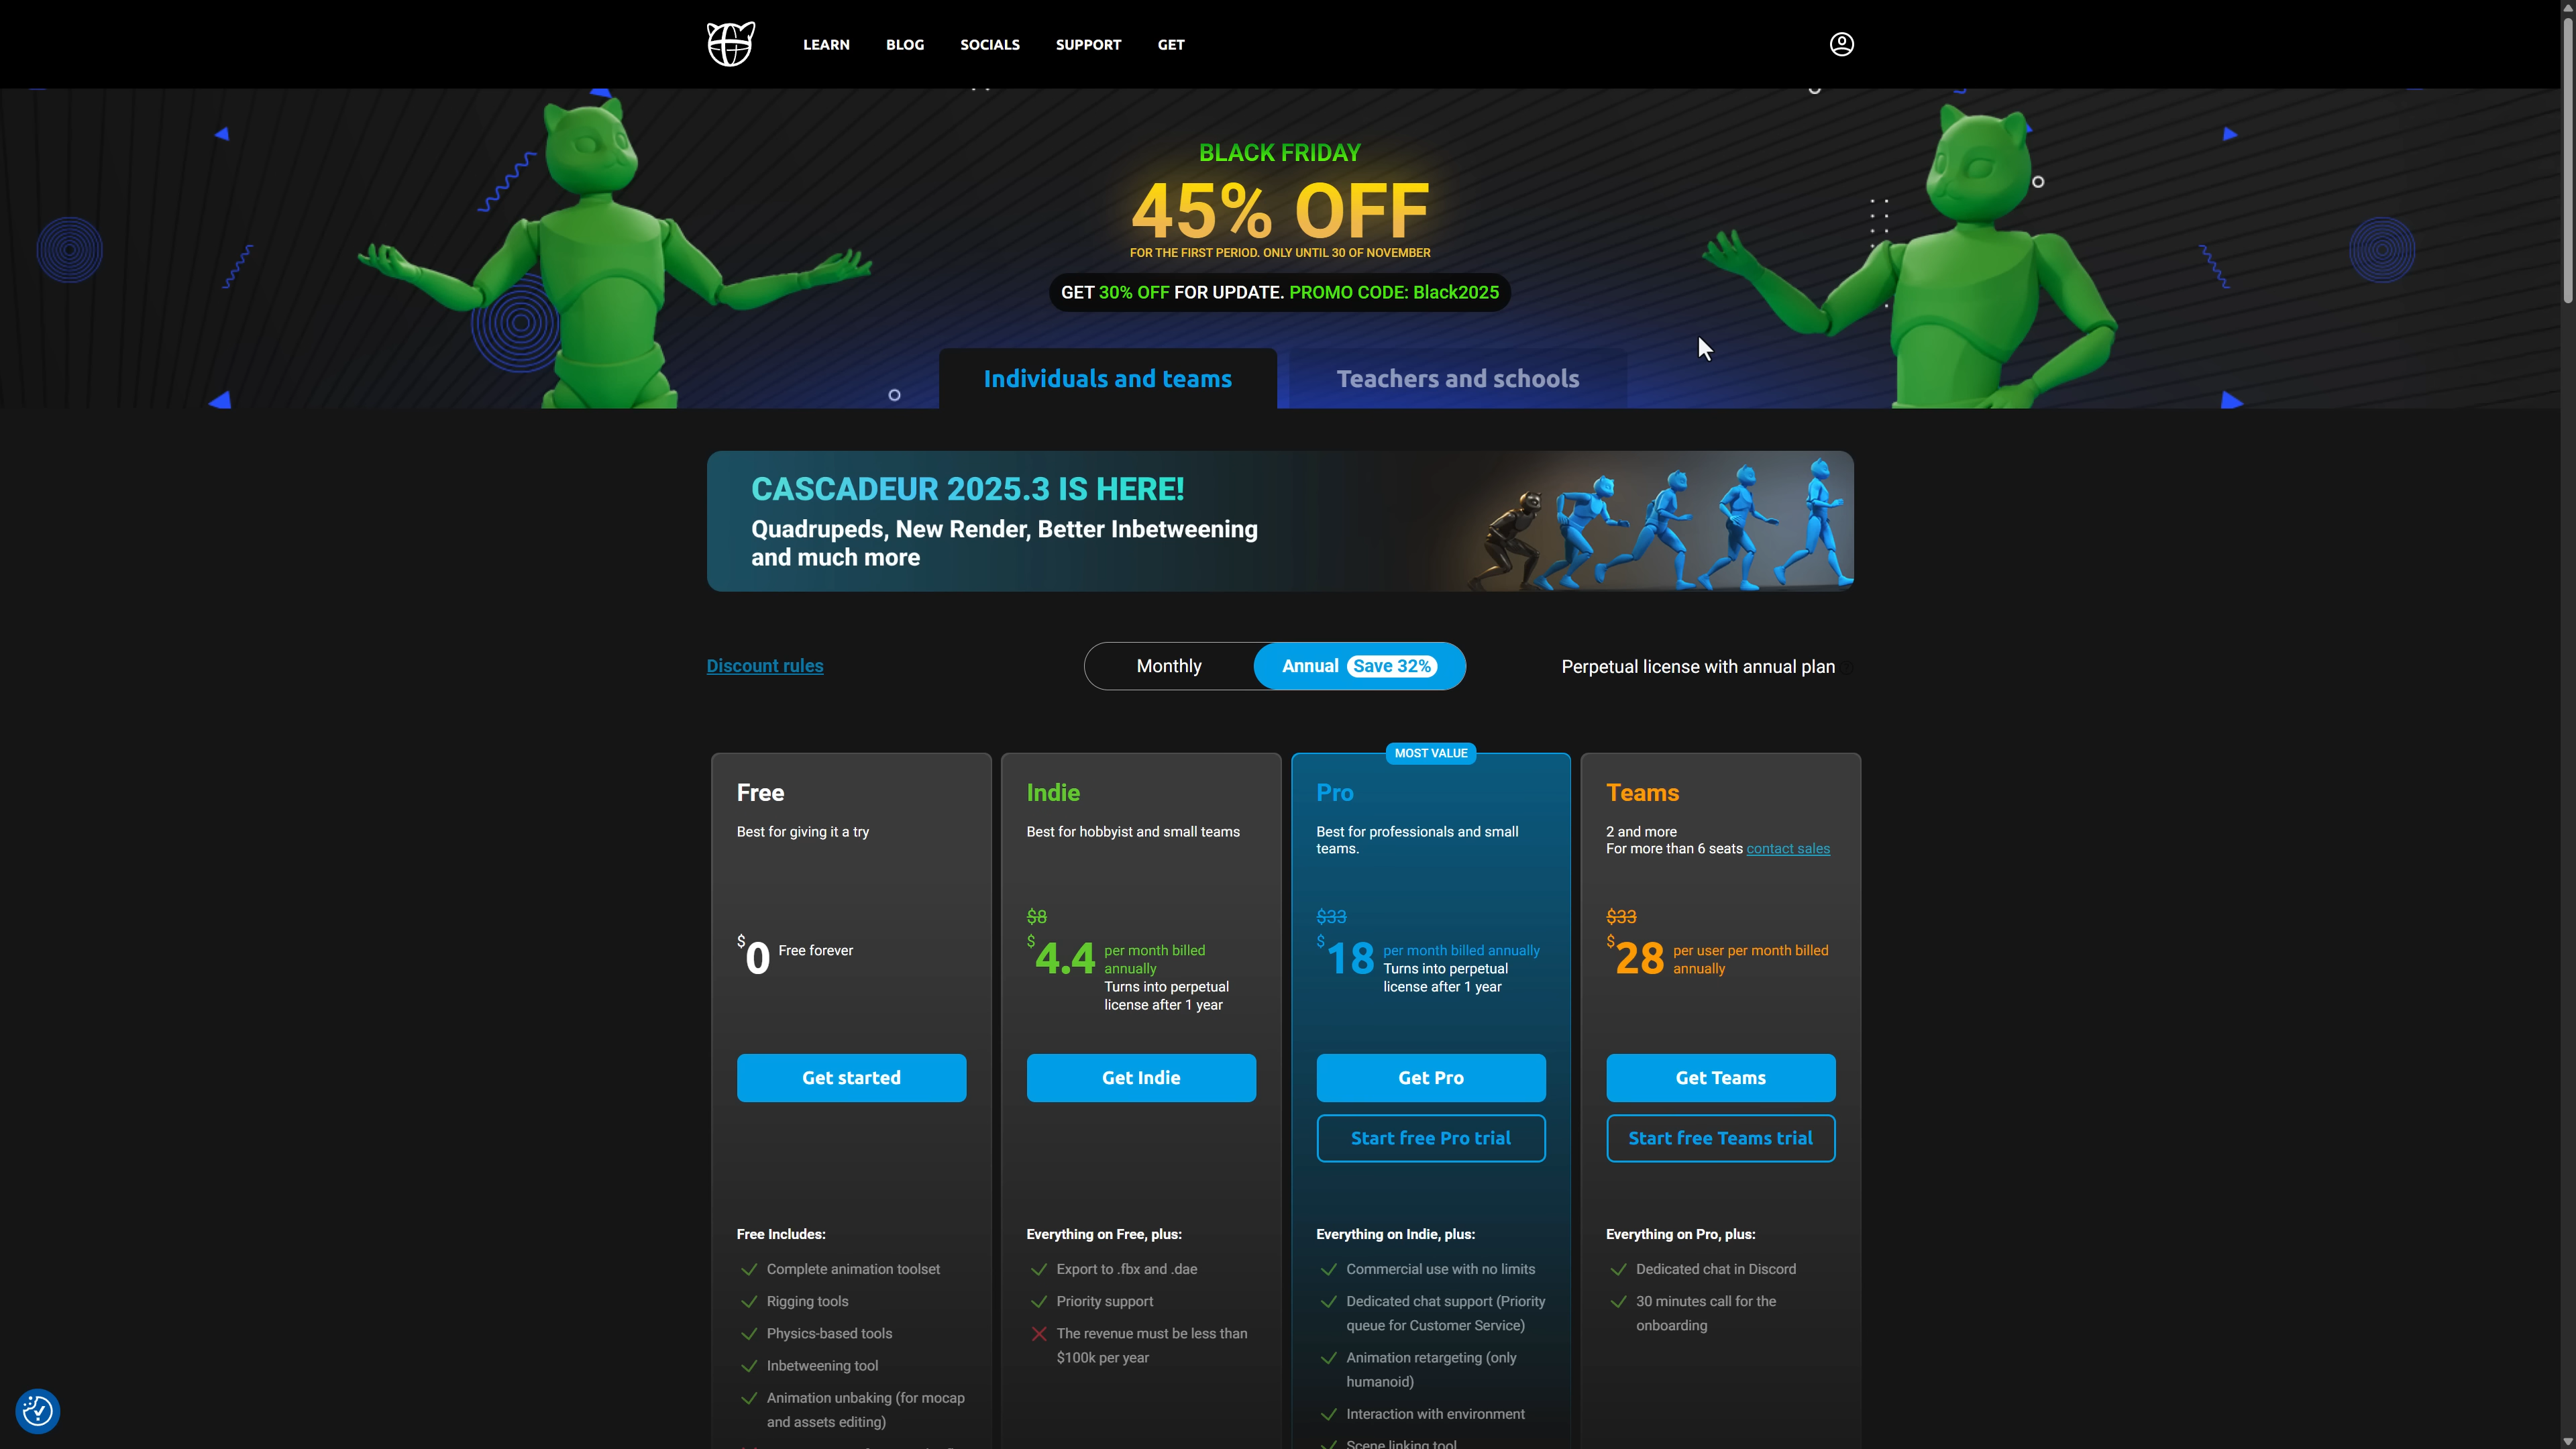 LEARN BLOG SOCIALS SUPPORT GET
BLACK FRIDAY
45% OFF
FOR THE FIRST PERIOD. ONLY UNTIL 30 OF NOVEMBER
GET 30% OFF FOR UPDATE. PROMO CODE: Black2025
Individuals and teams
Teachers and schools
CASCADEUR 2025.3 IS HERE!
Quadrupeds, New Render, Better Inbetweening
and much more
Discount rules
Monthly
Annual Save 32%
Perpetual license with annual plan
Free
Best for giving it a try
$0 Free forever
Get started
Free Includes:
Complete animation toolset
Rigging tools
Physics-based tools
Inbetweening tool
Animation unbaking (for mocap
and assets editing)
Indie
Best for hobbyist and small teams
$8
$4.4 per month billed
annually
Turns into perpetual
license after 1 year
Get Indie
Everything on Free, plus:
Export to .fbx and .dae
Priority support
The revenue must be less than
$100k per year
MOST VALUE
Pro
Best for professionals and small
teams.
$33
$18 per month billed annually
Turns into perpetual
license after 1 year
Get Pro
Start free Pro trial
Everything on Indie, plus:
Commercial use with no limits
Dedicated chat support (Priority
queue for Customer Service)
Animation retargeting (only
humanoid)
Interaction with environment
Scene linking tool
Teams
2 and more
For more than 6 seats contact sales
$33
$28 per user per month billed
annually
Get Teams
Start free Teams trial
Everything on Pro, plus:
Dedicated chat in Discord
30 minutes call for the
onboarding